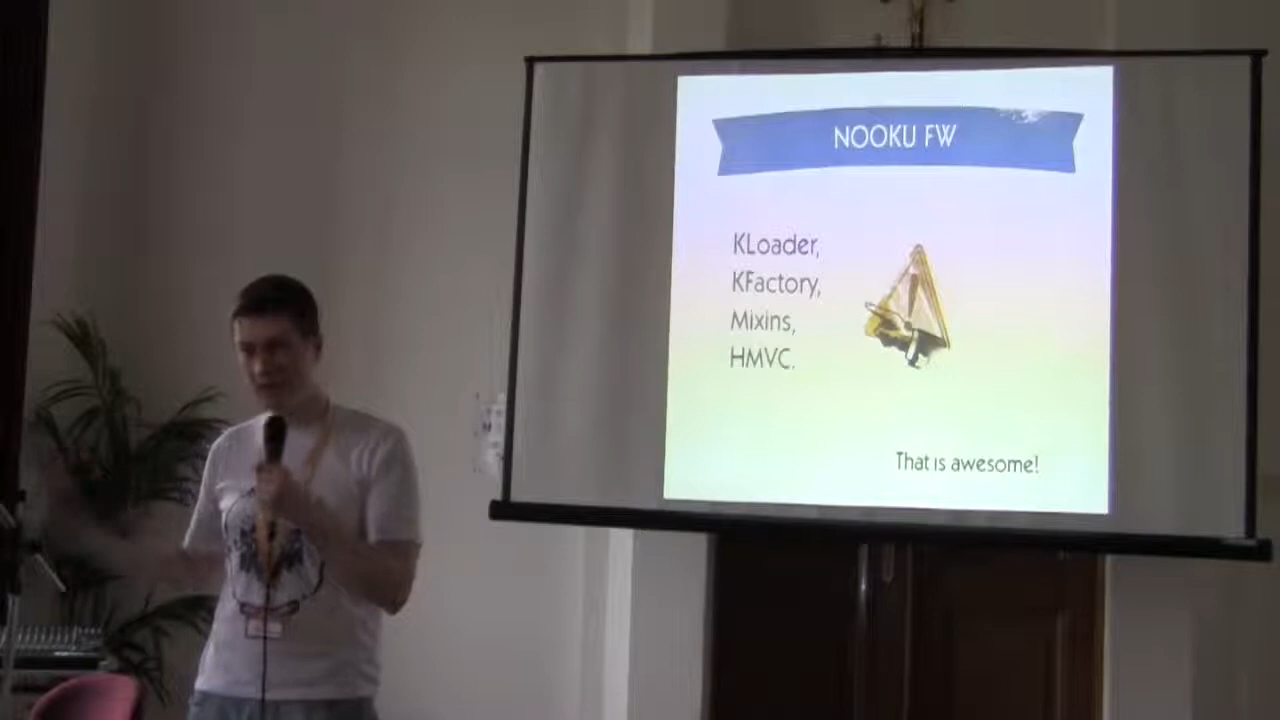 NOOKU FW
KLoader,
KFactory,
Mixins,
HMVC.
That is awesome!